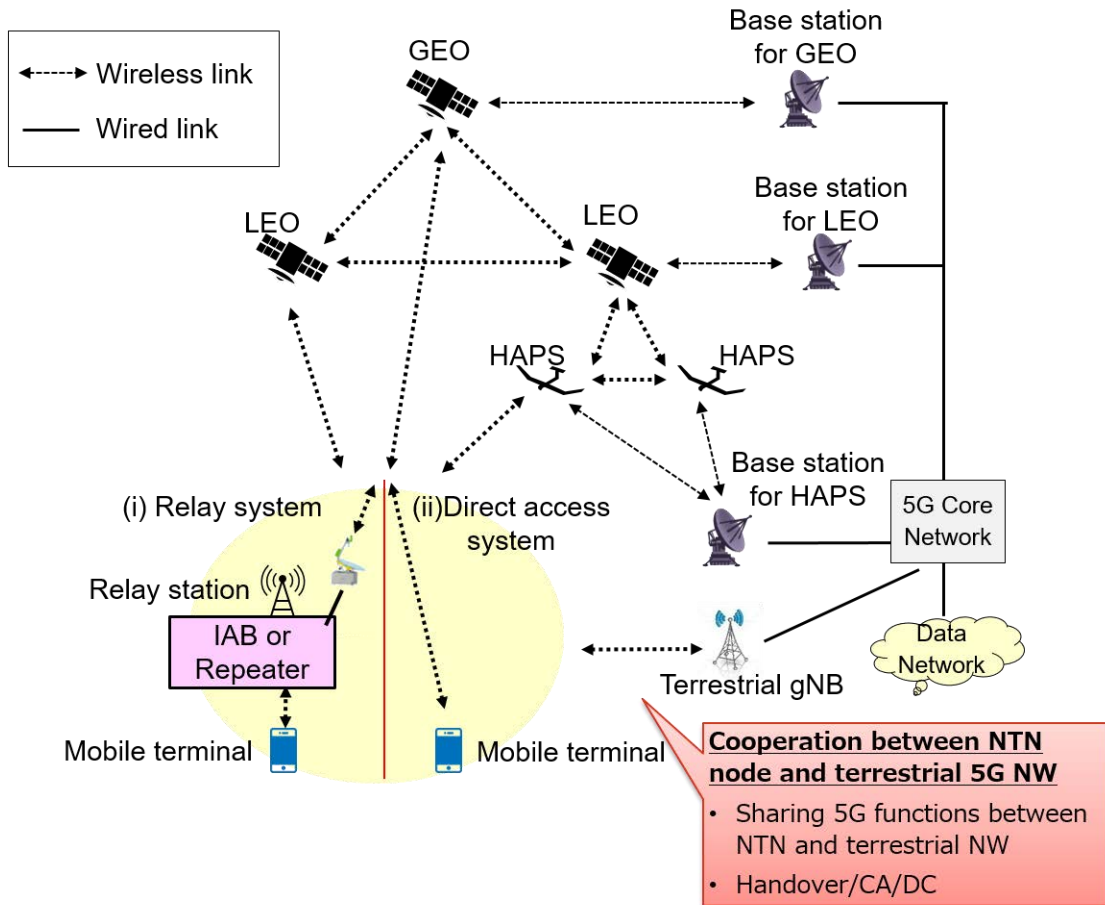 Wireless link
Wired link
GEO
Base station
for GEO
LEO
LEO
Base station
for LEO
HAPS
HAPS
Base station
for HAPS
5G Core
Network
(i) Relay system
(ii)Direct access
system
Relay station
IAB or
Repeater
Terrestrial gNB
Data
Network
Mobile terminal
Mobile terminal
Cooperation between NTN
node and terrestrial 5G NW
• Sharing 5G functions between
NTN and terrestrial NW
• Handover/CA/DC